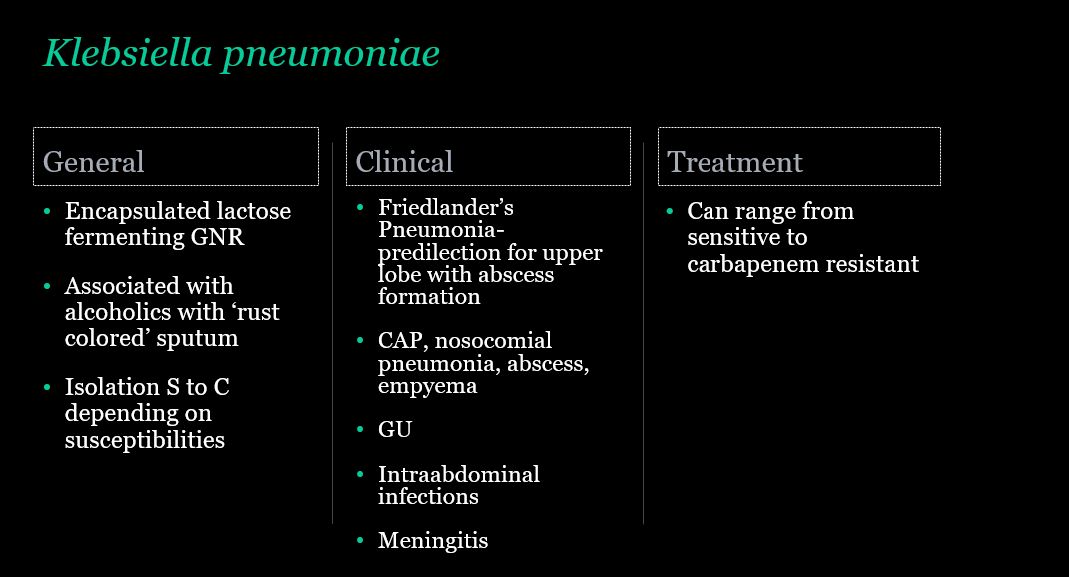 Klebsiella pneumoniae
General
• Encapsulated lactose
fermenting GNR
• Associated with
alcoholics with ‘rust
colored’ sputum
• Isolation S to C
depending on
susceptibilities
Clinical
• Friedlander’s
Pneumonia-
predilection for upper
lobe with abscess
formation
• CAP, nosocomial
pneumonia, abscess,
empyema
• GU
• Intraabdominal
infections
• Meningitis
Treatment
• Can range from
sensitive to
carbapenem resistant